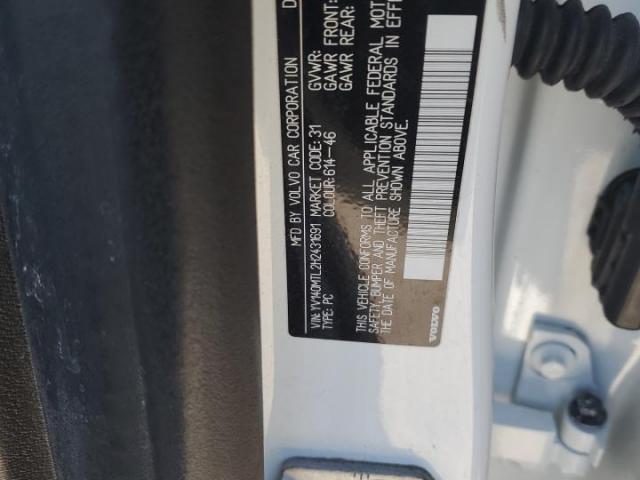 MFD BY VOLVO CAR CORPORATION D
VIN: YV140MTL2H2431691 MARKET CODE: 31 GVWR:
TYPE: PC COLOUR: 614-46 GAWR FRONT:
GAWR REAR:
THIS VEHICLE CONFORMS TO ALL APPLICABLE FEDERAL MOT
SAFETY, BUMPER AND THEFT PREVENTION STANDARDS IN EFFE
THE DATE OF MANUFACTURE SHOWN ABOVE.
VOLVO